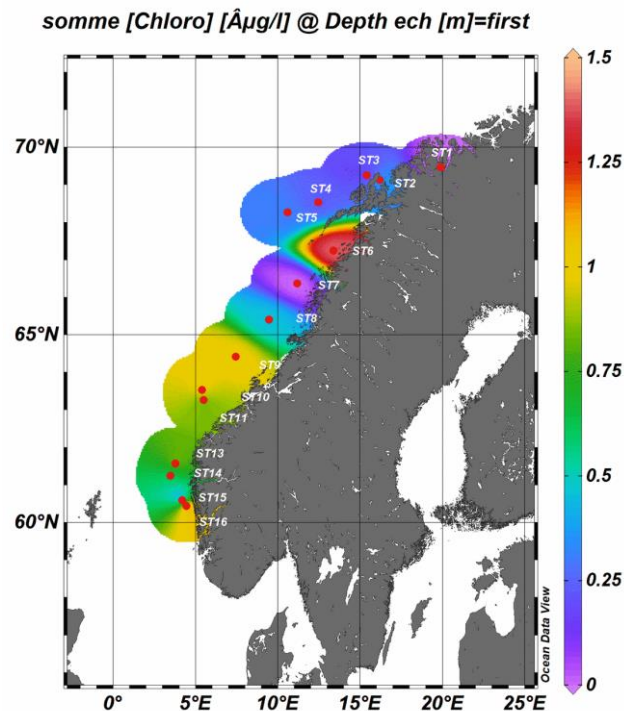 somme [Chloro] [Âµg/l] @ Depth ech [m]=first
1.5
70°N
ST1
ST3
ST2
1.25
ST4
ST5
ST6
ST7
1
65°N
ST8
0.75
ST9
ST10
ST11
ST13
0.5
ST14
ST15
60°N
ST16
0.25
Ocean Data View
0
0°
5°E
10°E
15°E
20°E
25°E